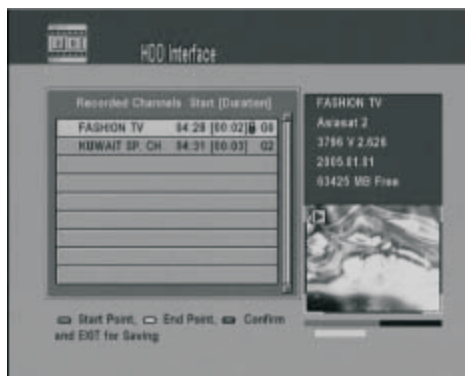 HDD Interface
Recorded Channels Start [Duration]
FASHION TV 04:28 [00:02] 00
KUWAIT SP. CH 04:31 [00:03] 02
FASHION TV
Asiasat 2
3766 V 2.626
2005.01.01
63425 MB Free
Start Point, End Point, Confirm
and EXIT for Saving